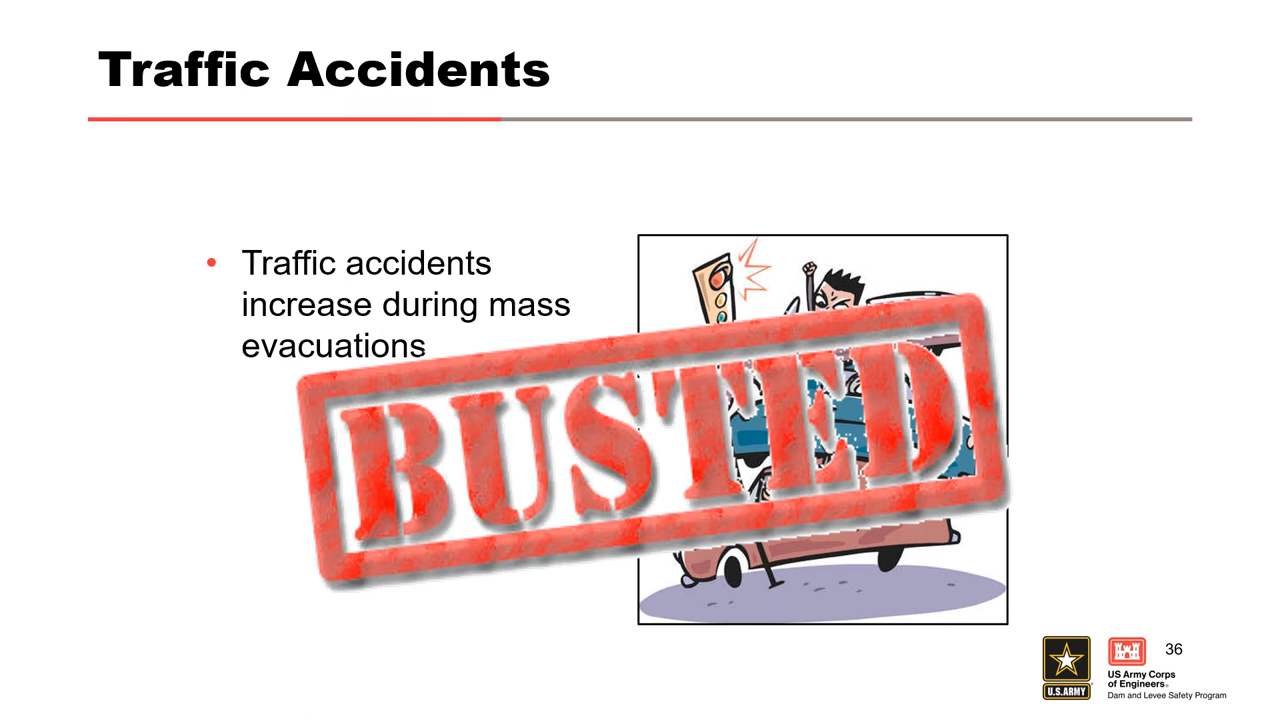 Traffic Accidents
• Traffic accidents
increase during mass
evacuations
BUSTED
36
U.S.ARMY
US Army Corps
of Engineers®
Dam and Levee Safety Program